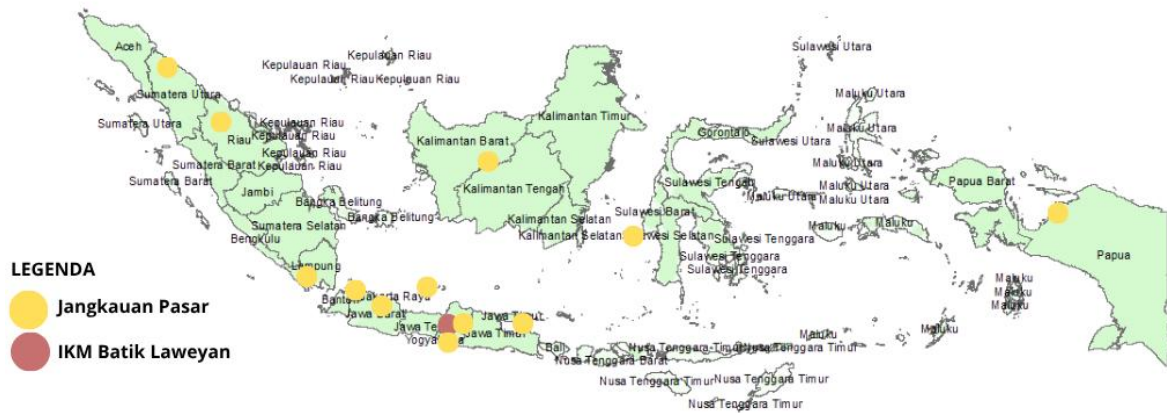 Aceh
Kepulauan Riau
Kepulauan Riau
Kepulauan Riau
Kepulauan Riau
Sulawesi Utara
Sumatera Utara
Maluku Utara
Kalimantan Timur
Sumatera Utara
Kepulauan Riau
Maluku Utara
Riau
Kepulauan Riau
Kalimantan Barat
Gorontalo
Sulawesi Utara
Kepulauan Riau
Maluku Utara
Sumatera Barat
Kepulauan Riau
Sumatera Barat
Jambi
Kalimantan Tengah
Sulawesi Tengah
Maluku Utara
Papua Barat
Bangka Belitung
Maluku Utara
Maluku Utara
Bangka Belitung
Kalimantan Selatan
Sulawesi Barat
Sumatera Selatan
Maluku
Maluku
Bengkulu
Kalimantan Selatan
Selatan
Sulawesi Tenggara
Papua
Sulawesi Tenggara
Sulawesi Tenggara
Lampung
LEGENDA
Maluku
Maluku
Maluku
Jangkauan Pasar
Raya
Jawa Barat
Jawa
Jawa Timur
Maluku
Maluku
IKM Batik Laweyan
Bali
Nusa Tenggara Timur
Nusa Tenggara Timur
Nusa Tenggara Barat
Nusa Tenggara Timur
Nusa Tenggara Timur
Nusa Tenggara Timur